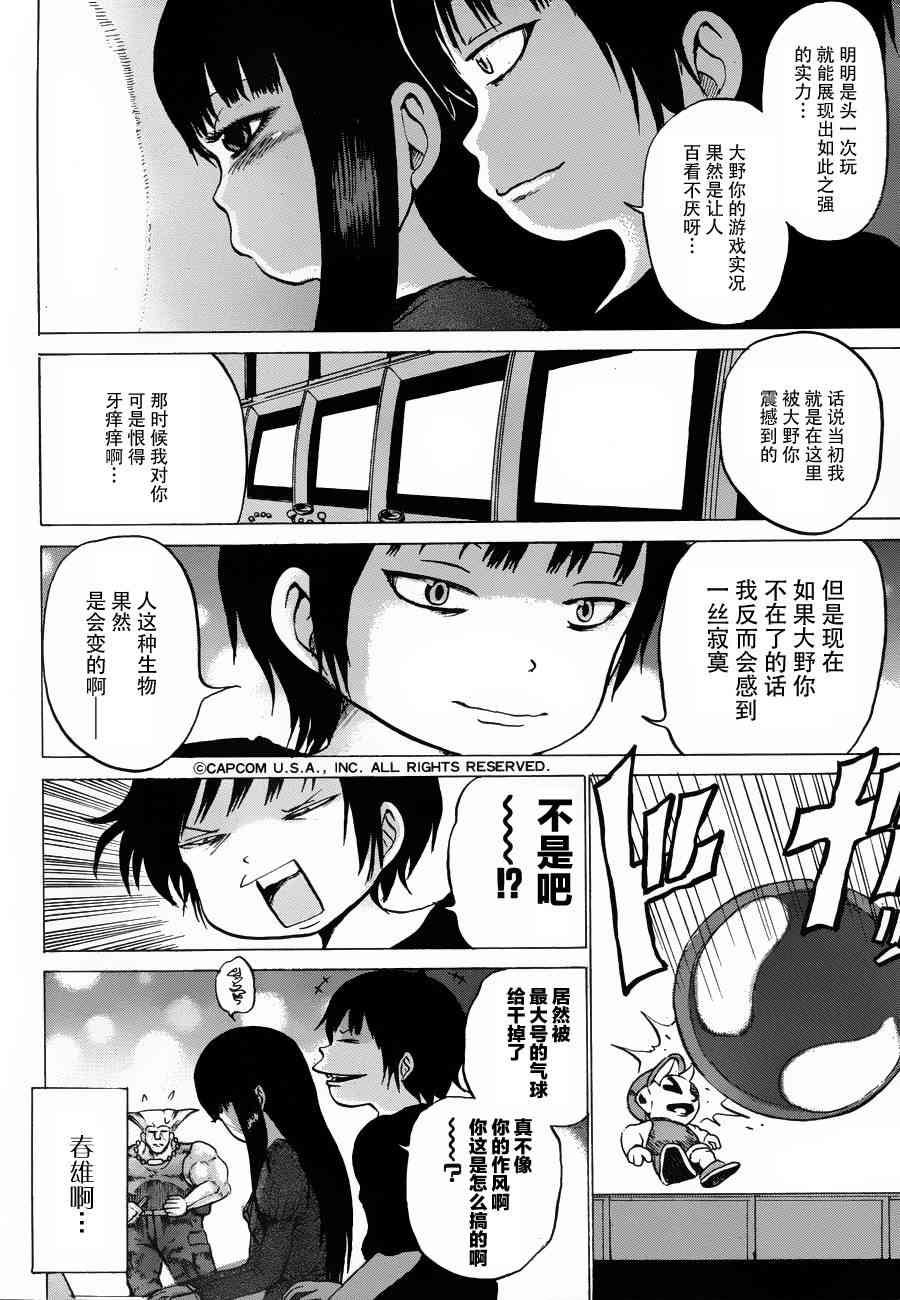 明明是头一次玩
就能展现出如此之强
的实力…
大野你的游戏实况
果然是让人
百看不厌呀…
话说当初我
就是在这里
被大野你
震撼到的
那时候我对你
可是恨得
牙痒痒啊…
但是现在
如果大野你
不在了的话
我反而会感到
一丝寂寞
人这种生物
果然
是会变的啊
——
©CAPCOM U.S.A., INC. ALL RIGHTS RESERVED.
不是吧
~~~!?
居然被
最大号的气球
给干掉了
真不像
你的作风啊
你这是怎么搞的啊
~~~?
春雄啊…